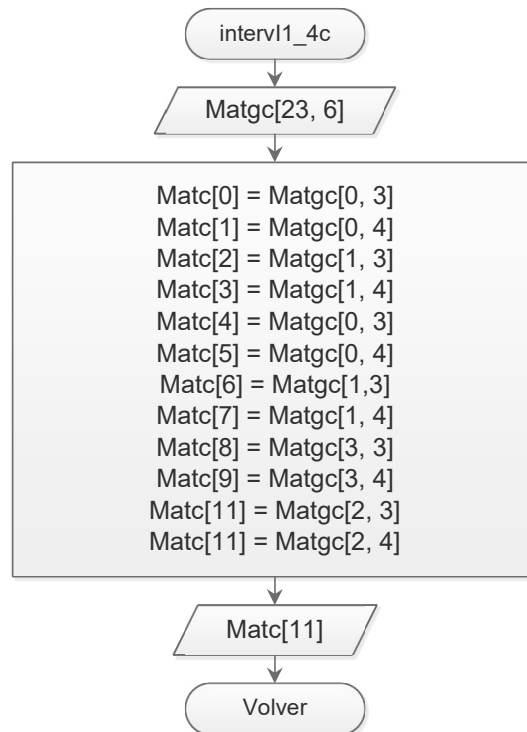 intervl1_4c
Matgc[23, 6]
Matc[0] = Matgc[0, 3]
Matc[1] = Matgc[0, 4]
Matc[2] = Matgc[1, 3]
Matc[3] = Matgc[1, 4]
Matc[4] = Matgc[0, 3]
Matc[5] = Matgc[0, 4]
Matc[6] = Matgc[1,3]
Matc[7] = Matgc[1, 4]
Matc[8] = Matgc[3, 3]
Matc[9] = Matgc[3, 4]
Matc[11] = Matgc[2, 3]
Matc[11] = Matgc[2, 4]
Matc[11]
Volver